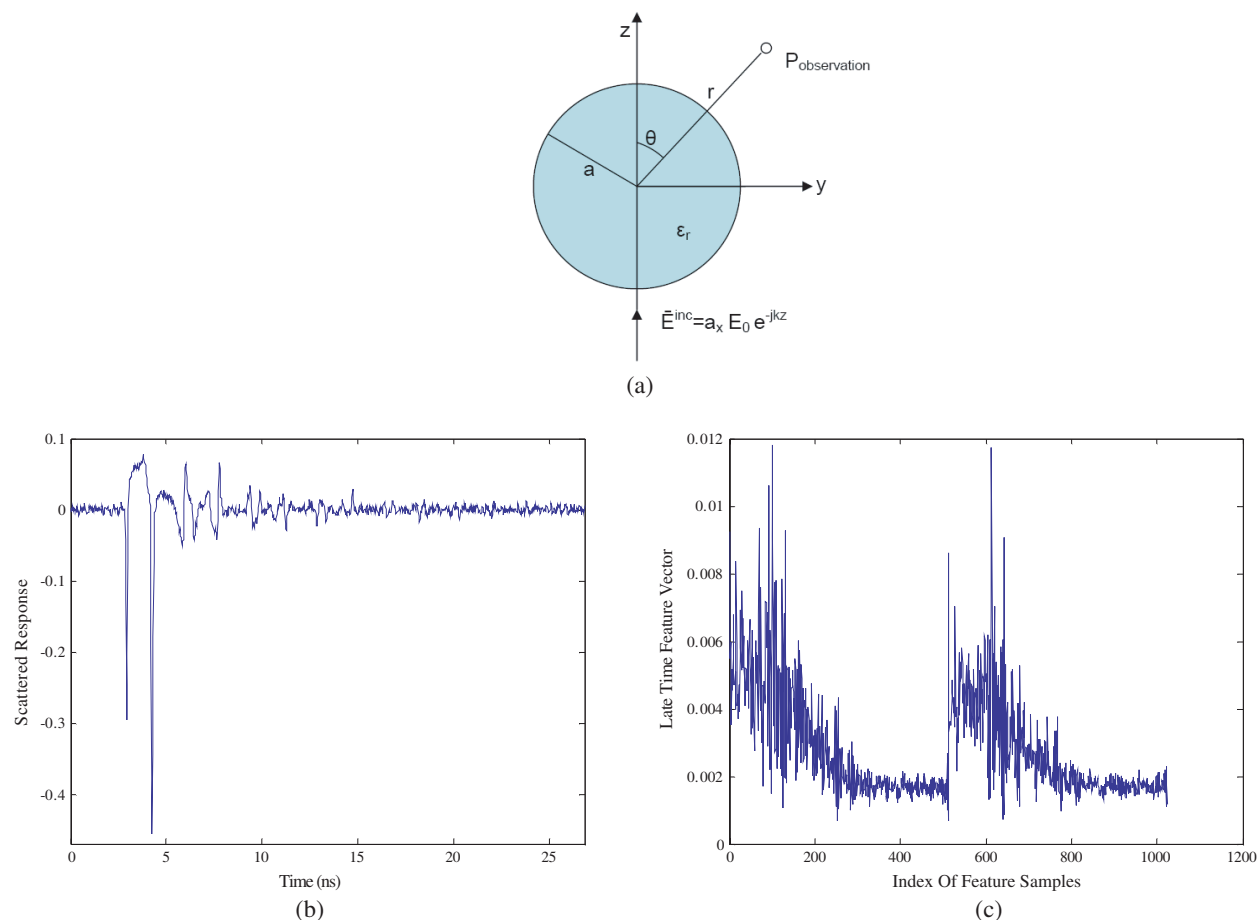 z
P_observation
r
θ
a
y
ε_r
Ē^inc=a_x E_0 e^-jkz
(a)
0.1
0
-0.1
-0.2
-0.3
-0.4
Scattered Response
0 5 10 15 20 25
Time (ns)
(b)
0.012
0.01
0.008
0.006
0.004
0.002
0
Late Time Feature Vector
0 200 400 600 800 1000 1200
Index Of Feature Samples
(c)